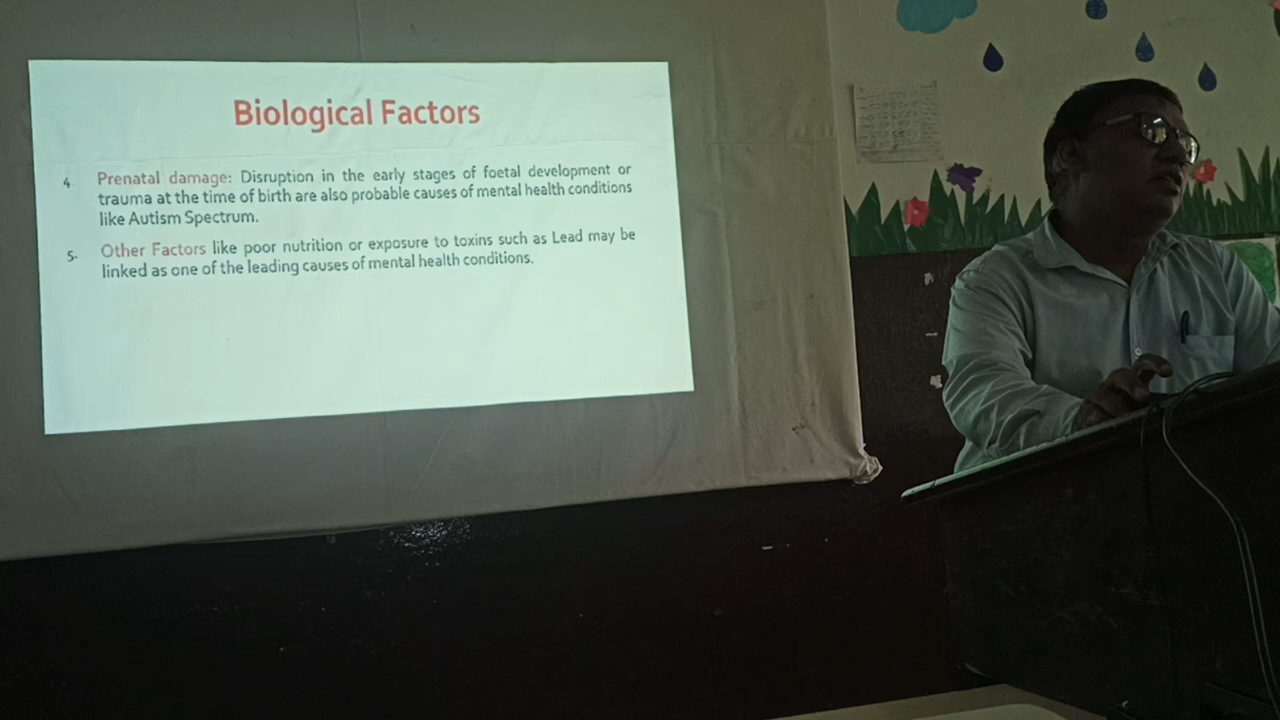 Biological Factors
4. Prenatal damage: Disruption in the early stages of foetal development or
trauma at the time of birth are also probable causes of mental health conditions
like Autism Spectrum.
5. Other Factors like poor nutrition or exposure to toxins such as Lead may be
linked as one of the leading causes of mental health conditions.